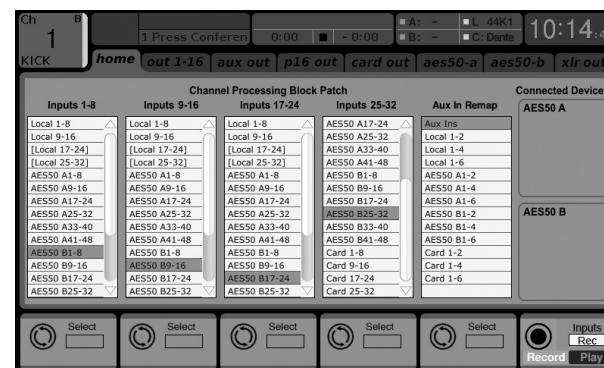 Ch B
1
KICK
1 Press Conferen 0:00 - 0:00
A: - L 44K1
B: - C: Dante
10:14
home out 1-16 aux out p16 out card out aes50-a aes50-b xlr out
Channel Processing Block Patch
Connected Device
Inputs 1-8
Local 1-8
Local 9-16
[Local 17-24]
[Local 25-32]
AES50 A1-8
AES50 A9-16
AES50 A17-24
AES50 A25-32
AES50 A33-40
AES50 A41-48
AES50 B1-8
AES50 B9-16
AES50 B17-24
AES50 B25-32
Inputs 9-16
Local 1-8
Local 9-16
[Local 17-24]
[Local 25-32]
AES50 A1-8
AES50 A9-16
AES50 A17-24
AES50 A25-32
AES50 A33-40
AES50 A41-48
AES50 B1-8
AES50 B9-16
AES50 B17-24
AES50 B25-32
Inputs 17-24
Local 1-8
Local 9-16
[Local 17-24]
[Local 25-32]
AES50 A1-8
AES50 A9-16
AES50 A17-24
AES50 A25-32
AES50 A33-40
AES50 A41-48
AES50 B1-8
AES50 B9-16
AES50 B17-24
AES50 B25-32
Inputs 25-32
AES50 A17-24
AES50 A25-32
AES50 A33-40
AES50 A41-48
AES50 B1-8
AES50 B9-16
AES50 B17-24
AES50 B25-32
AES50 B33-40
AES50 B41-48
Card 1-8
Card 9-16
Card 17-24
Card 25-32
Aux In Remap
Aux Ins
Local 1-2
Local 1-4
Local 1-6
AES50 A1-2
AES50 A1-4
AES50 A1-6
AES50 B1-2
AES50 B1-4
AES50 B1-6
Card 1-2
Card 1-4
Card 1-6
AES50 A
AES50 B
Select Select Select Select Select
Inputs
Rec
Record Play